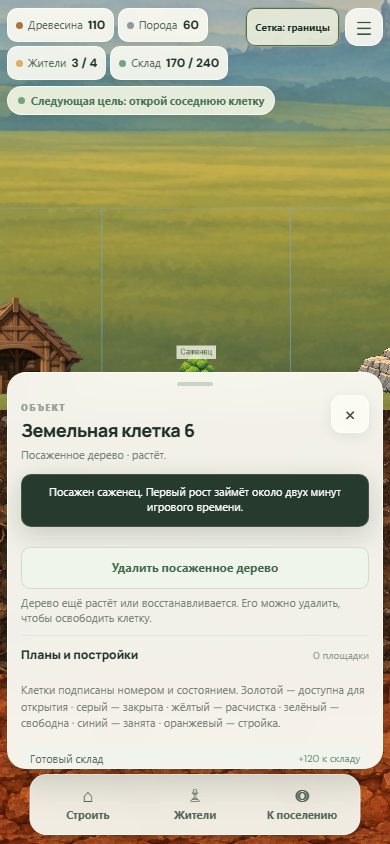 Древесина 110
Порода 60
Сетка: границы
Жители 3 / 4
Склад 170 / 240
Следующая цель: открой соседнюю клетку
Саженец
ОБЪЕКТ
Земельная клетка 6
Посаженное дерево · растёт.
Посажен саженец. Первый рост займёт около двух минут
игрового времени.
Удалить посаженное дерево
Дерево ещё растёт или восстанавливается. Его можно удалить,
чтобы освободить клетку.
Планы и постройки
0 площадки
Клетки подписаны номером и состоянием. Золотой — доступна для
открытия · серый — закрыта · жёлтый — расчистка · зелёный —
свободна · синий — занята · оранжевый — стройка.
Готовый склад
+120 к складу
Строить
Жители
К поселению